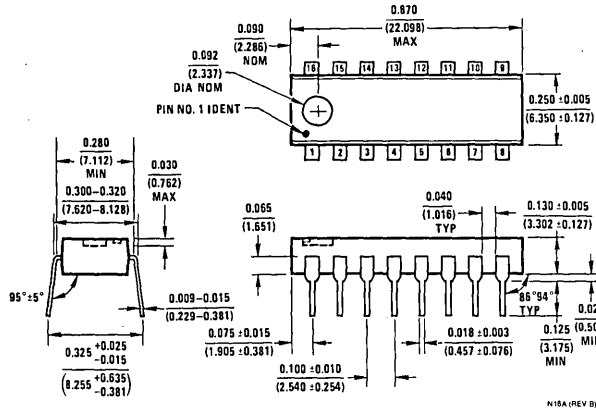 0.870
(22.098)
MAX
0.090
(2.286)
NOM
0.092
(2.337)
DIA NOM
PIN NO. 1 IDENT
16 15 14 13 12 11 10 9
1 2 3 4 5 6 7 8
0.250 ±0.005
(6.350 ±0.127)
0.280
(7.112)
MIN
0.300–0.320
(7.620–8.128)
0.030
(0.762)
MAX
95°±5°
0.009–0.015
(0.229–0.381)
0.325 +0.025 -0.015
(8.255 +0.635 -0.381)
0.065
(1.651)
0.040
(1.016)
TYP
0.130 ±0.005
(3.302 ±0.127)
86°94°
TYP
0.125
(3.175)
MIN
0.075 ±0.015
(1.905 ±0.381)
0.100 ±0.010
(2.540 ±0.254)
0.018 ±0.003
(0.457 ±0.076)
N16A (REV B)